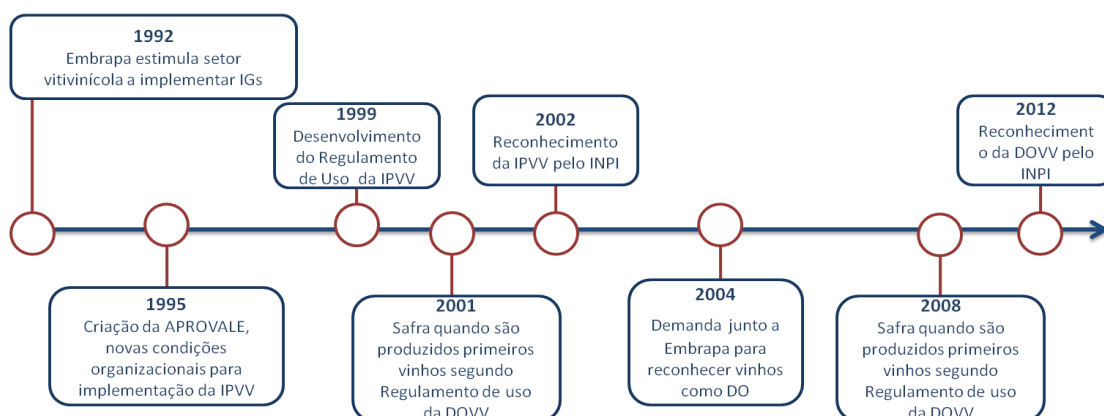 1992
Embrapa estimula setor
vitivinícola a implementar IGs
1995
Criação da APROVALE,
novas condições
organizacionais para
implementação da IPVV
1999
Desenvolvimento
do Regulamento
de Uso da IPVV
2001
Safra quando são
produzidos primeiros
vinhos segundo
Regulamento de uso
da DOVV
2002
Reconhecimento
da IPVV pelo INPI
2004
Demanda junto a
Embrapa para
reconhecer vinhos
como DO
2008
Safra quando são
produzidos primeiros
vinhos segundo
Regulamento de uso
da DOVV
2012
Reconheciment
o da DOVV pelo
INPI